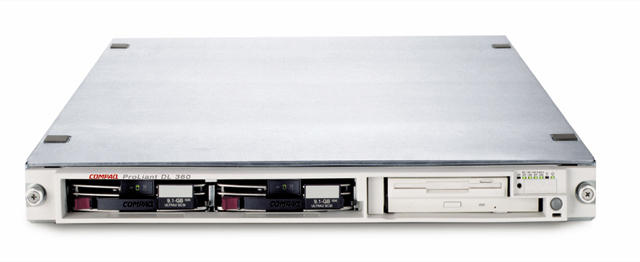 COMPAQ ProLiant DL 360
9.1-GB
ULTRA2 SCSI
COMPAQ
9.1-GB
ULTRA2 SCSI
COMPAQ